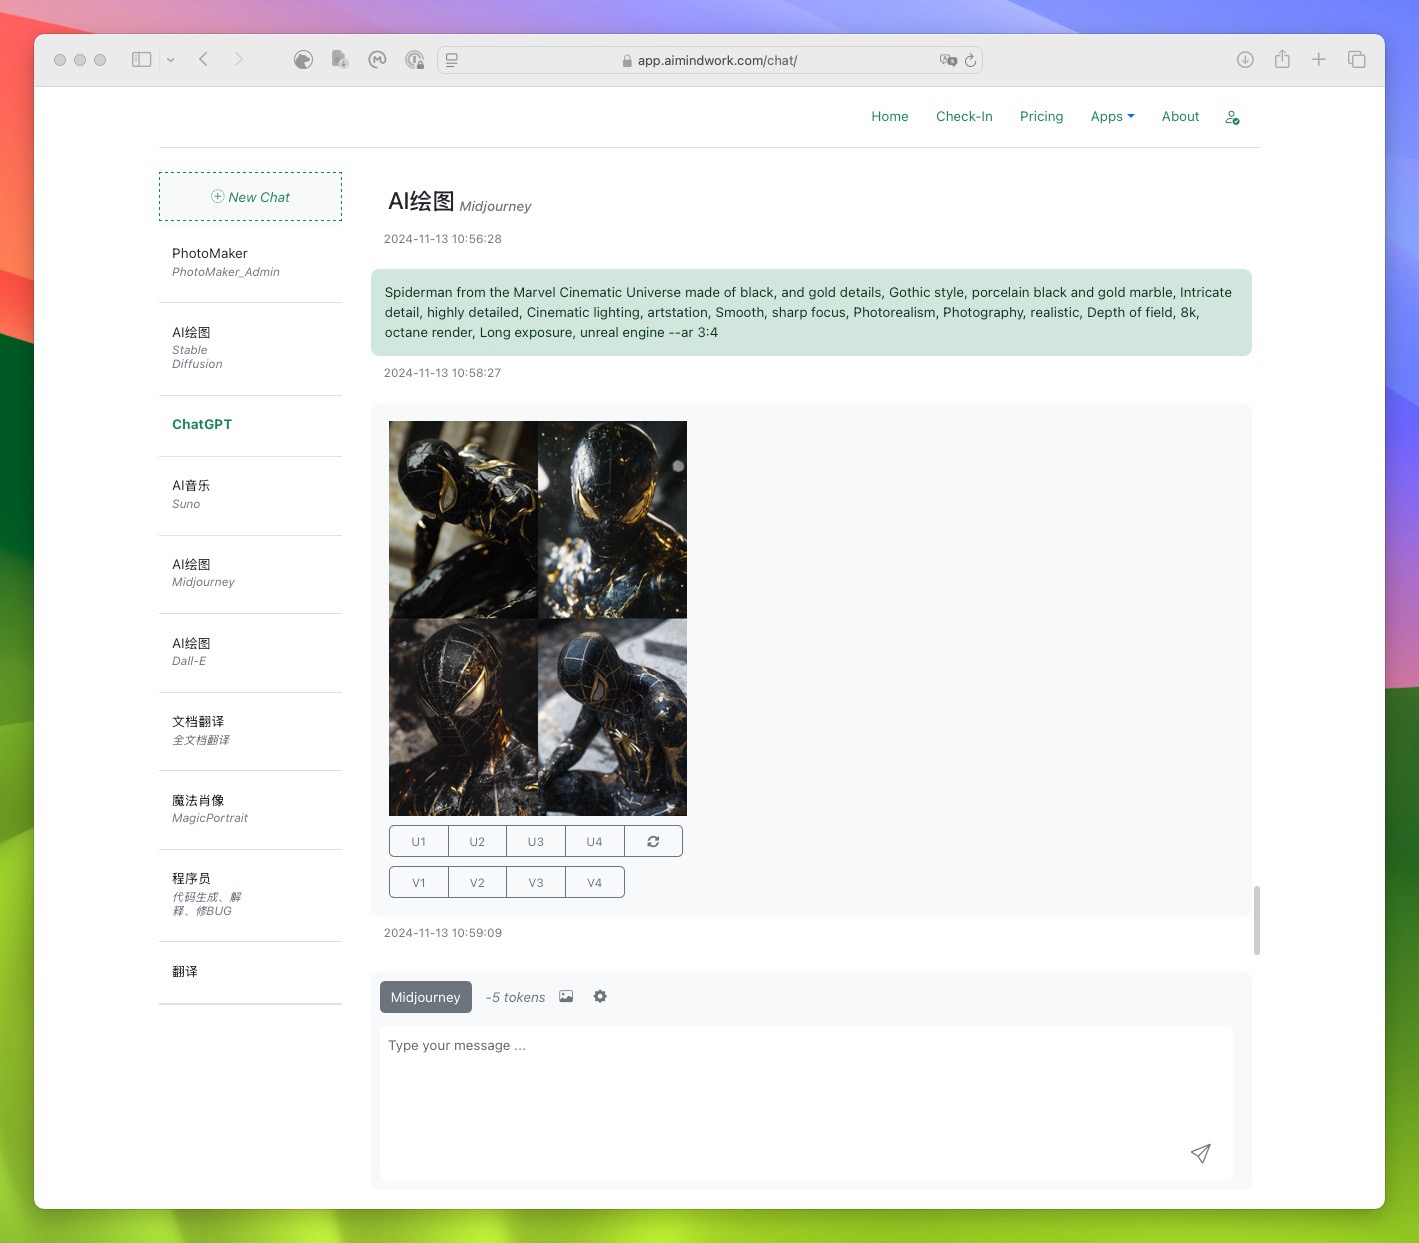 app.aimindwork.com/chat/
Home Check-In Pricing Apps About
New Chat
PhotoMaker
PhotoMaker_Admin
AI绘图
Stable
Diffusion
ChatGPT
AI音乐
Suno
AI绘图
Midjourney
AI绘图
Dall-E
文档翻译
全文档翻译
魔法肖像
MagicPortrait
程序员
代码生成、解
释、修BUG
翻译
AI绘图 Midjourney
2024-11-13 10:56:28
Spiderman from the Marvel Cinematic Universe made of black, and gold details, Gothic style, porcelain black and gold marble, Intricate
detail, highly detailed, Cinematic lighting, artstation, Smooth, sharp focus, Photorealism, Photography, realistic, Depth of field, 8k,
octane render, Long exposure, unreal engine --ar 3:4
2024-11-13 10:58:27
U1 U2 U3 U4
V1 V2 V3 V4
2024-11-13 10:59:09
Midjourney -5 tokens
Type your message ...